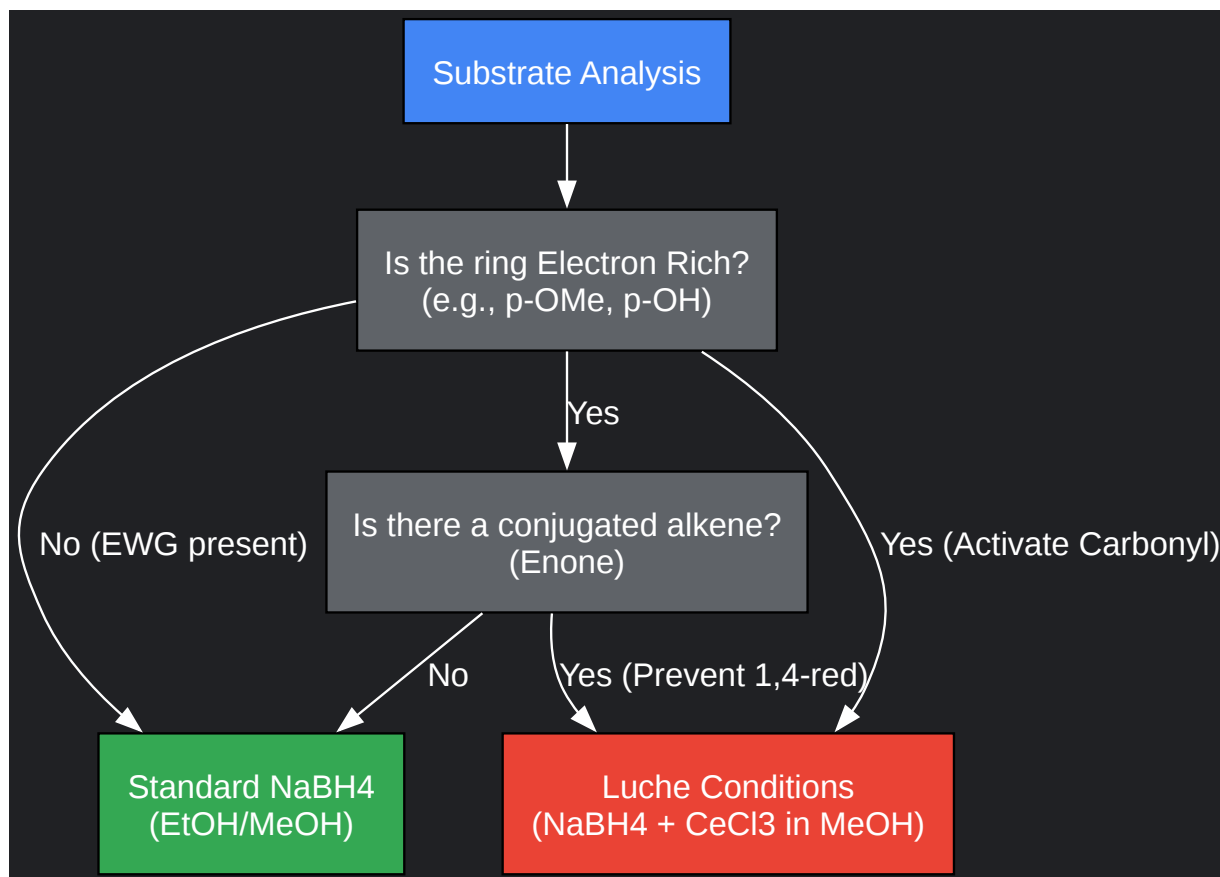 Substrate Analysis
Is the ring Electron Rich?
(e.g., p-OMe, p-OH)
Yes
Is there a conjugated alkene?
(Enone)
No (EWG present)
Yes (Activate Carbonyl)
No
Yes (Prevent 1,4-red)
Standard NaBH4
(EtOH/MeOH)
Luche Conditions
(NaBH4 + CeCl3 in MeOH)